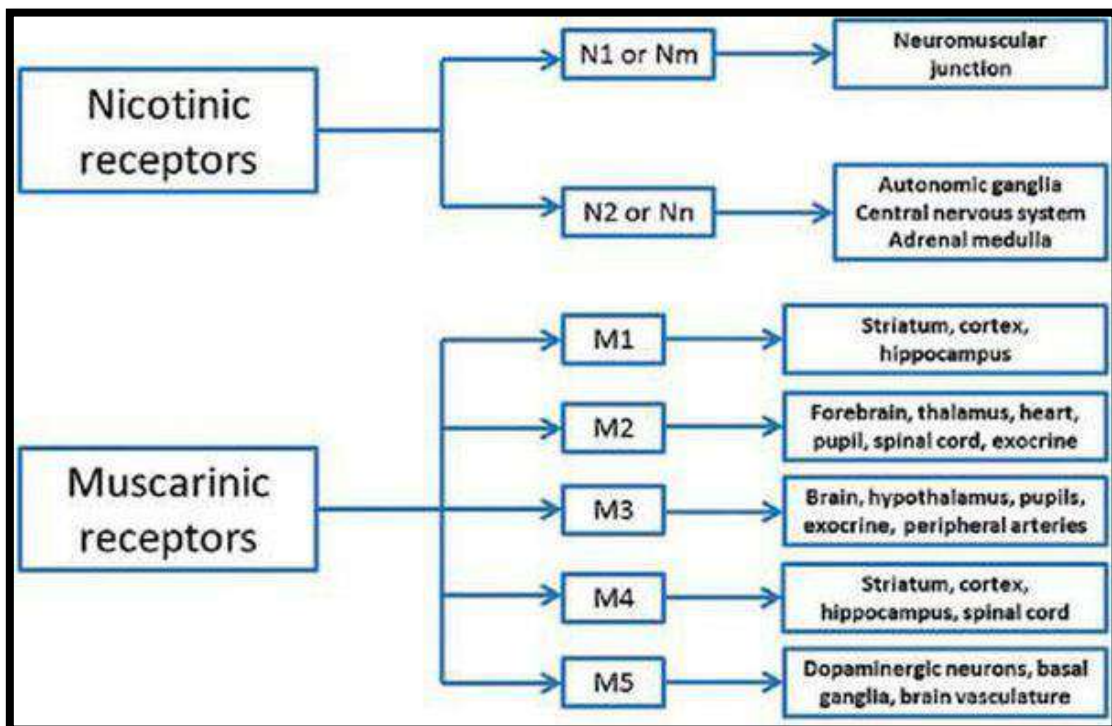 Nicotinic
receptors
N1 or Nm
Neuromuscular
junction
N2 or Nn
Autonomic ganglia
Central nervous system
Adrenal medulla
Muscarinic
receptors
M1
Striatum, cortex,
hippocampus
M2
Forebrain, thalamus, heart,
pupil, spinal cord, exocrine
M3
Brain, hypothalamus, pupils,
exocrine, peripheral arteries
M4
Striatum, cortex,
hippocampus, spinal cord
M5
Dopaminergic neurons, basal
ganglia, brain vasculature